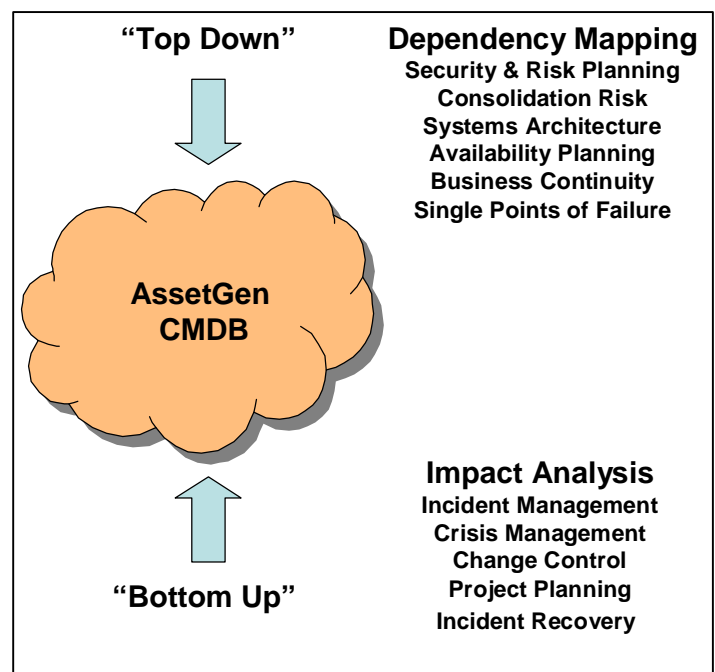 “Top Down”
Dependency Mapping
Security & Risk Planning
Consolidation Risk
Systems Architecture
Availability Planning
Business Continuity
Single Points of Failure
AssetGen
CMDB
Impact Analysis
Incident Management
Crisis Management
Change Control
Project Planning
Incident Recovery
“Bottom Up”